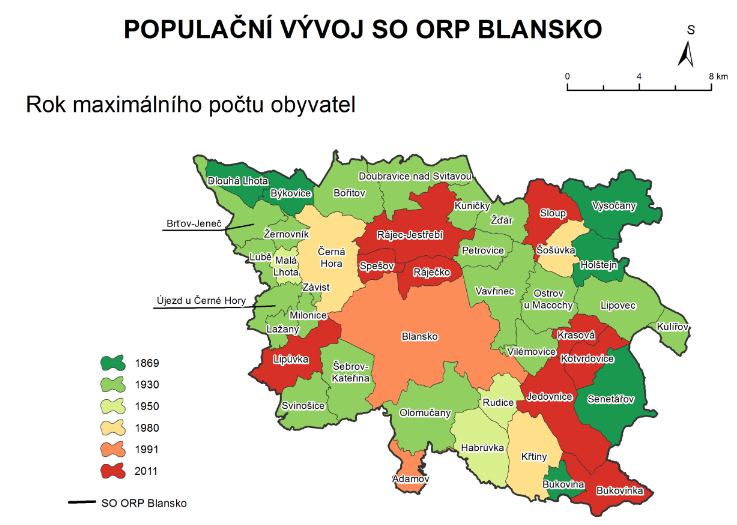 POPULAČNÍ VÝVOJ SO ORP BLANSKO
S
0 4 8 km
Rok maximálního počtu obyvatel
Doubravice nad Svitavou
Dlouhá Lhota
Býkovice
Bořitov
Kuničky
Sloup
Vysočany
Brťov-Jeneč
Žernovník
Rájec-Jestřebí
Žďár
Lubě
Malá
Lhota
Černá
Hora
Petrovice
Šošůvka
Holštejn
Spešov
Ráječko
Závist
Vavřinec
Ostrov
u Macochy
Lipovec
Újezd u Černé Hory
Milonice
Lažany
Blansko
Krasová
Kulířov
Lipůvka
Šebrov-
Kateřina
Vilémovice
Kotvrdovice
Svinošice
Olomučany
Rudice
Jedovnice
Senetářov
Habrůvka
Křtiny
Adamov
Bukovina
Bukovinka
1869
1930
1950
1980
1991
2011
SO ORP Blansko